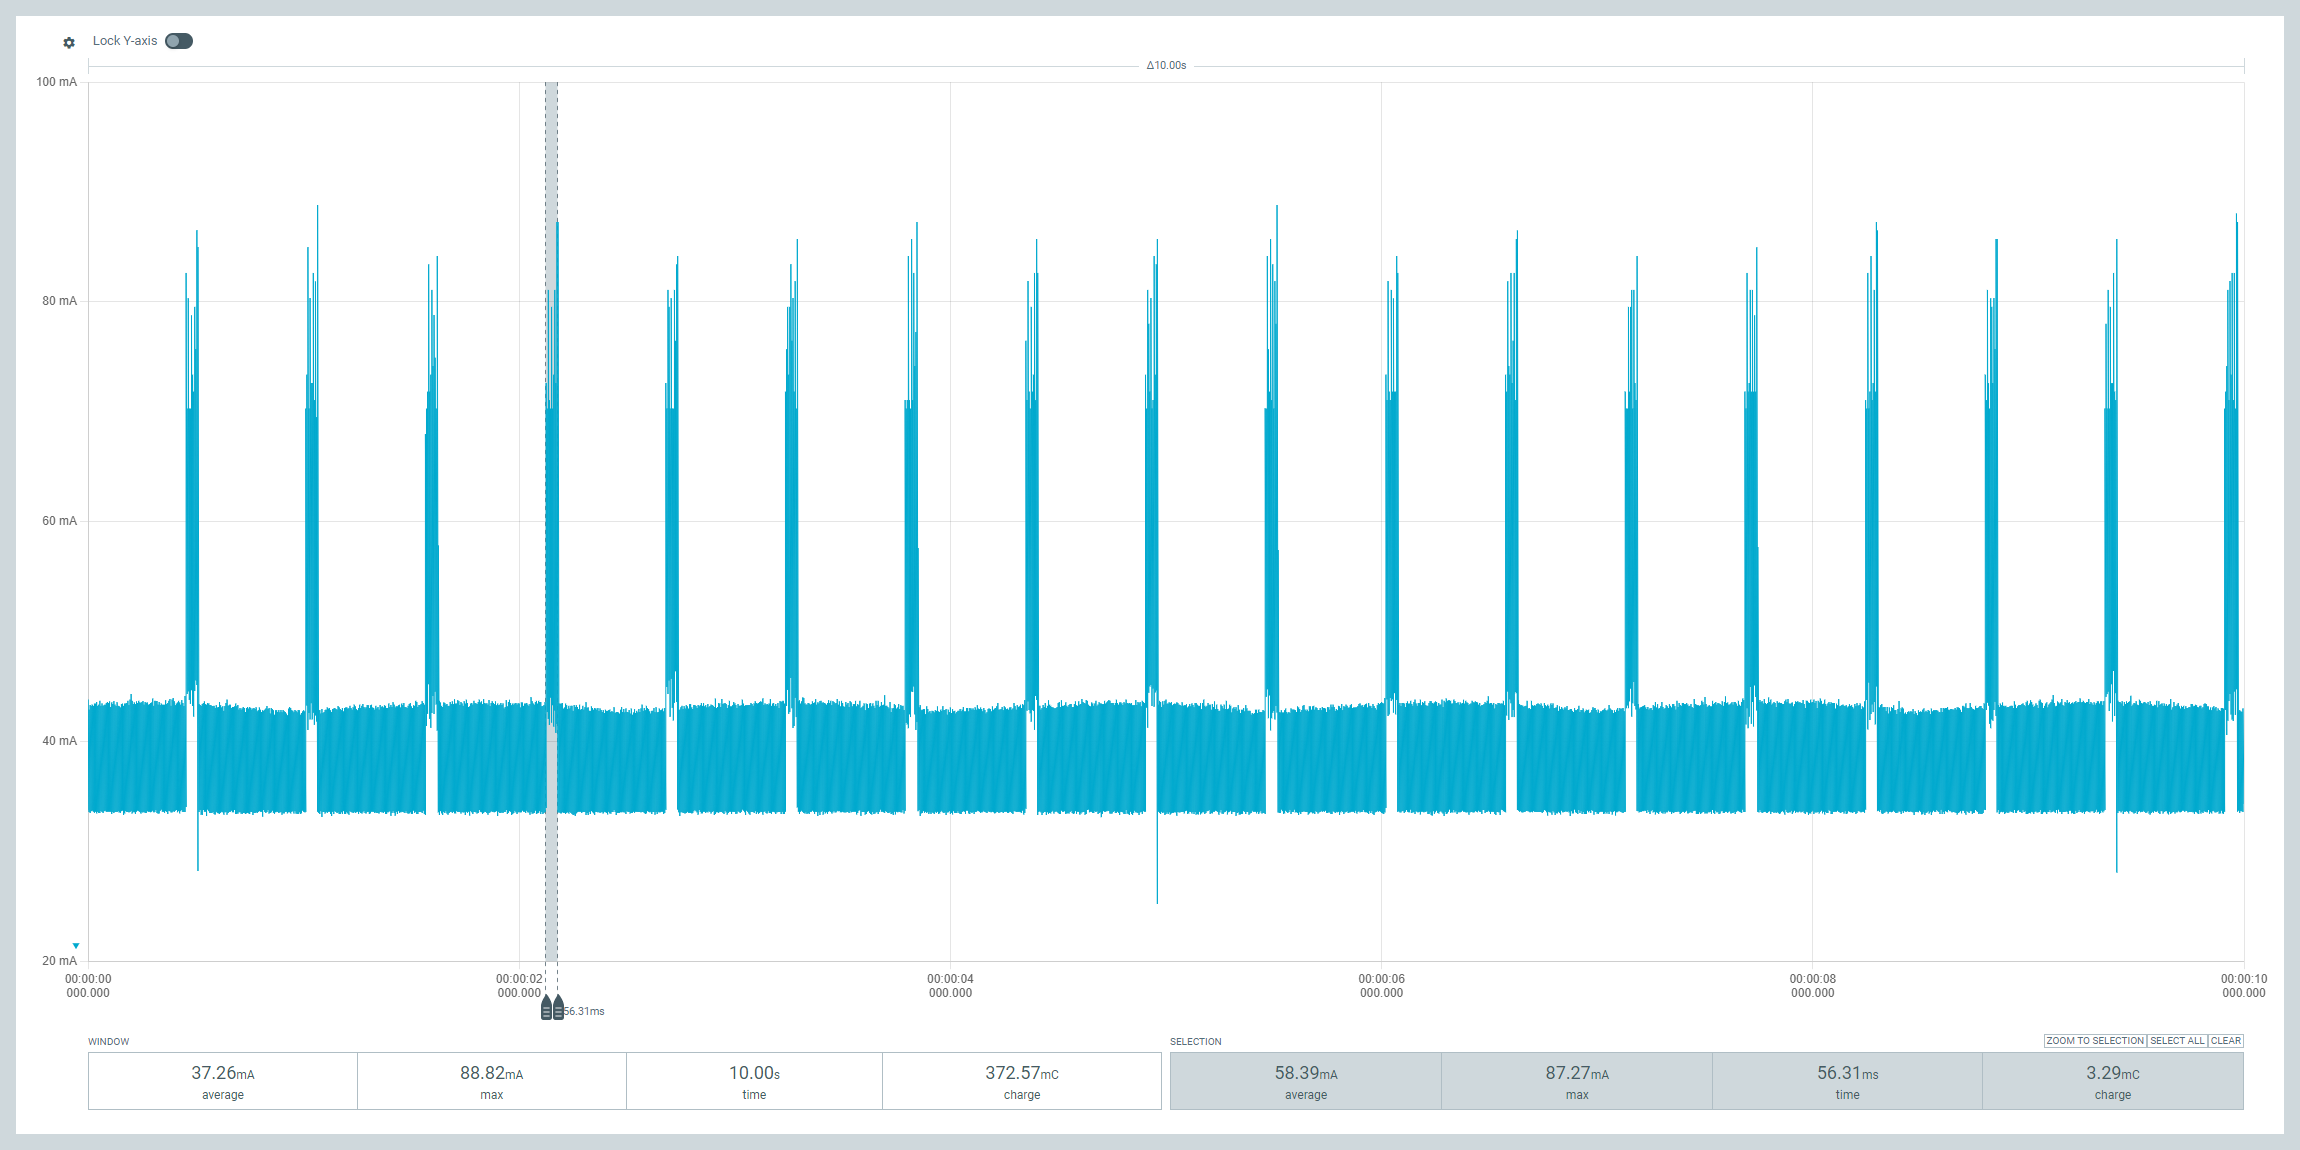 Lock Y-axis
Δ10.00s
100 mA
80 mA
60 mA
40 mA
20 mA
00:00:00 00:00:02 00:00:04 00:00:06 00:00:08 00:00:10
000.000 000.000 000.000 000.000 000.000 000.000
56.31ms
WINDOW
37.26mA 88.82mA 10.00s 372.57mC
average max time charge
SELECTION ZOOM TO SELECTION SELECT ALL CLEAR
58.39mA 87.27mA 56.31ms 3.29mC
average max time charge